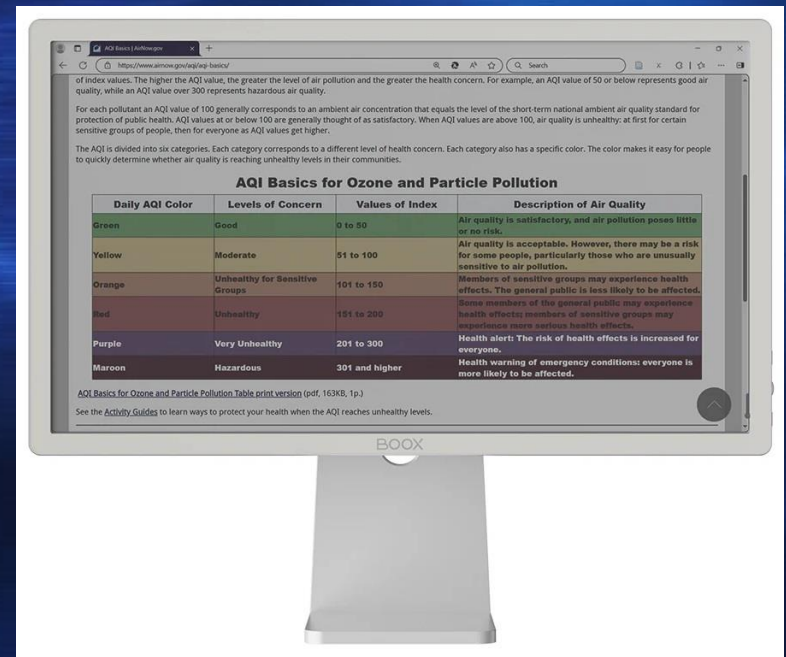 AQI Basics | AirNow.gov
https://www.airnow.gov/aqi/aqi-basics/
Search
of index values. The higher the AQI value, the greater the level of air pollution and the greater the health concern. For example, an AQI value of 50 or below represents good air
quality, while an AQI value over 300 represents hazardous air quality.
For each pollutant an AQI value of 100 generally corresponds to an ambient air concentration that equals the level of the short-term national ambient air quality standard for
protection of public health. AQI values at or below 100 are generally thought of as satisfactory. When AQI values are above 100, air quality is unhealthy: at first for certain
sensitive groups of people, then for everyone as AQI values get higher.
The AQI is divided into six categories. Each category corresponds to a different level of health concern. Each category also has a specific color. The color makes it easy for people
to quickly determine whether air quality is reaching unhealthy levels in their communities.
AQI Basics for Ozone and Particle Pollution
Daily AQI Color Levels of Concern Values of Index Description of Air Quality
Green Good 0 to 50 Air quality is satisfactory, and air pollution poses little
or no risk.
Yellow Moderate 51 to 100 Air quality is acceptable. However, there may be a risk
for some people, particularly those who are unusually
sensitive to air pollution.
Orange Unhealthy for Sensitive
Groups 101 to 150 Members of sensitive groups may experience health
effects. The general public is less likely to be affected.
Red Unhealthy 151 to 200 Some members of the general public may experience
health effects; members of sensitive groups may
experience more serious health effects.
Purple Very Unhealthy 201 to 300 Health alert: The risk of health effects is increased for
everyone.
Maroon Hazardous 301 and higher Health warning of emergency conditions: everyone is
more likely to be affected.
AQI Basics for Ozone and Particle Pollution Table print version (pdf, 163KB, 1p.)
See the Activity Guides to learn ways to protect your health when the AQI reaches unhealthy levels.
BOOX